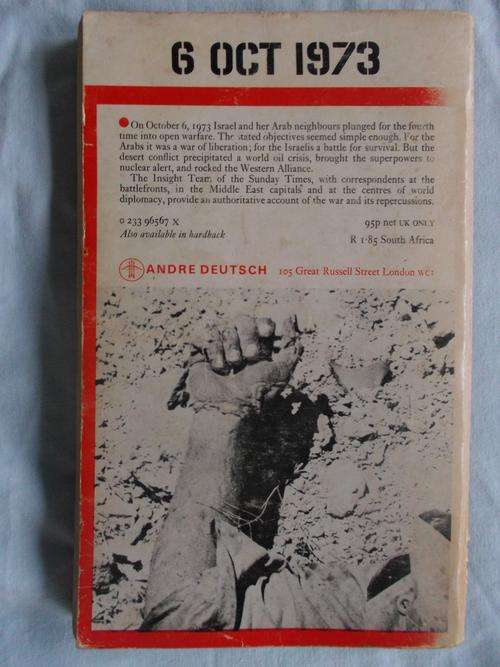 6 OCT 1973
On October 6, 1973 Israel and her Arab neighbours plunged for the fourth
time into open warfare. The stated objectives seemed simple enough. For the
Arabs it was a war of liberation; for the Israelis a battle for survival. But the
desert conflict precipitated a world oil crisis, brought the superpowers to
nuclear alert, and rocked the Western Alliance.
The Insight Team of the Sunday Times, with correspondents at the
battlefronts, in the Middle East capitals and at the centres of world
diplomacy, provide an authoritative account of the war and its repercussions.
0 233 96567 X
95p net UK ONLY
Also available in hardback
R 1·85 South Africa
ANDRE DEUTSCH 105 Great Russell Street London WC1